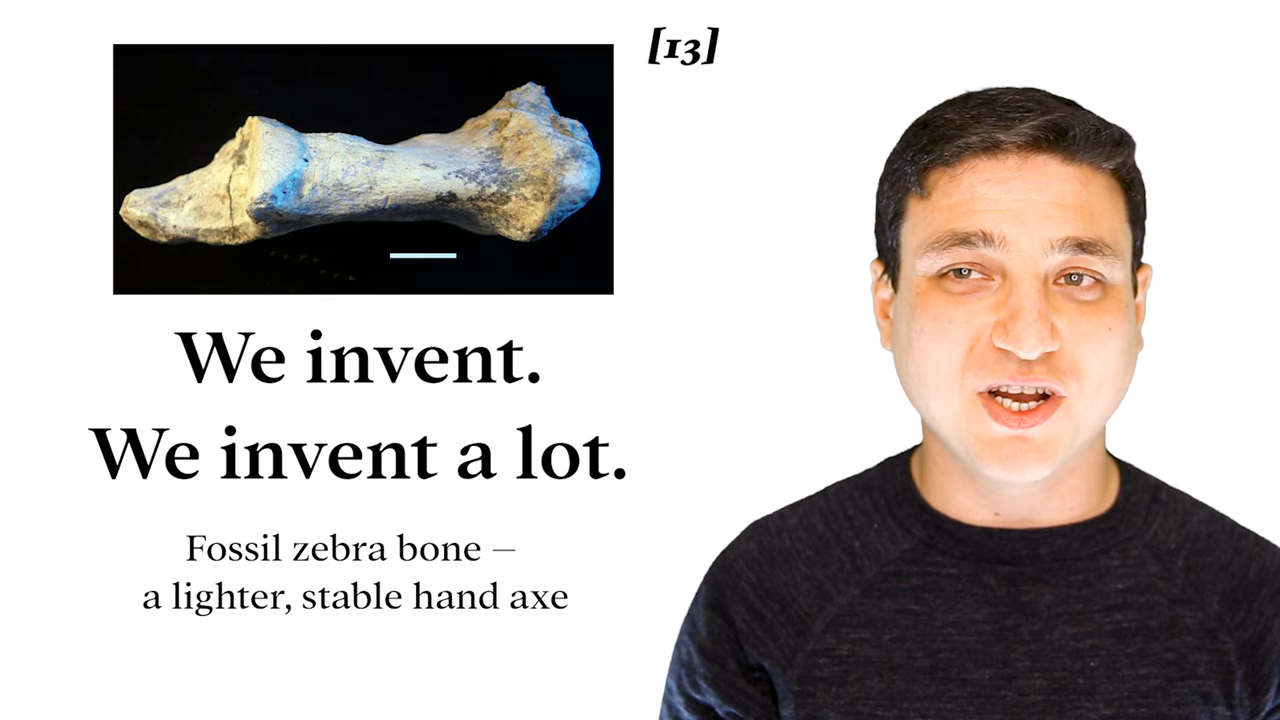 [13]
We invent.
We invent a lot.
Fossil zebra bone —
a lighter, stable hand axe